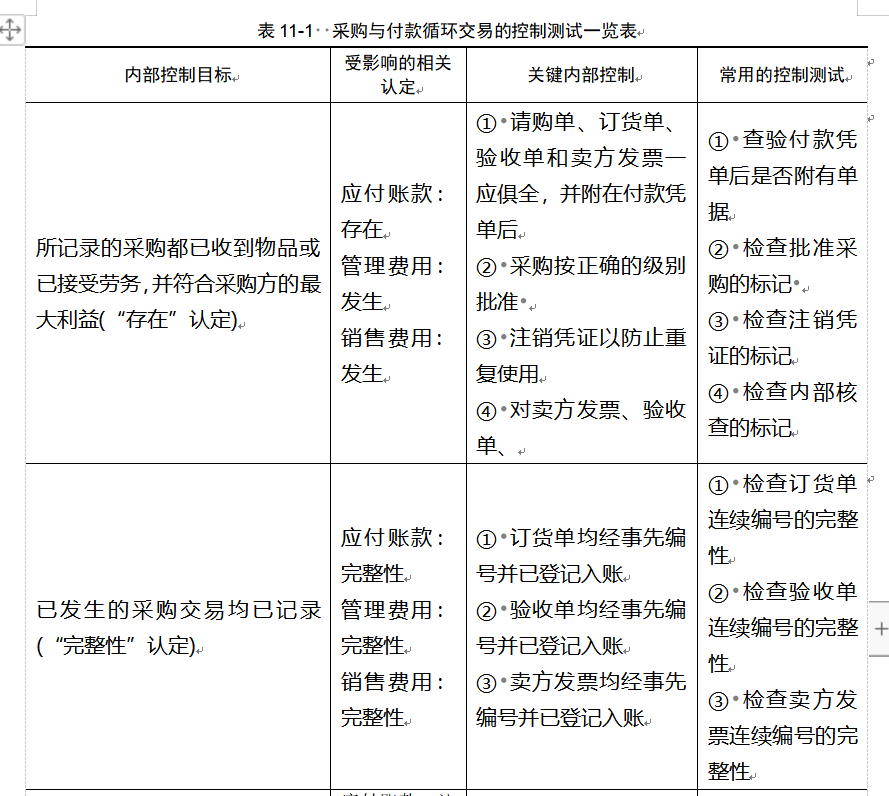 表 11-1 采购与付款循环交易的控制测试一览表
内部控制目标
受影响的相关
认定
关键内部控制
常用的控制测试
所记录的采购都已收到物品或
已接受劳务,并符合采购方的最
大利益(“存在”认定)
应付账款：
存在
管理费用：
发生
销售费用：
发生
① 请购单、订货单、
验收单和卖方发票一
应俱全，并附在付款凭
单后
② 采购按正确的级别
批准
③ 注销凭证以防止重
复使用
④ 对卖方发票、验收
单、
① 查验付款凭
单后是否附有单
据
② 检查批准采
购的标记
③ 检查注销凭
证的标记
④ 检查内部核
查的标记
已发生的采购交易均已记录
(“完整性”认定)
应付账款：
完整性
管理费用：
完整性
销售费用：
完整性
① 订货单均经事先编
号并已登记入账
② 验收单均经事先编
号并已登记入账
③ 卖方发票均经事先
编号并已登记入账
① 检查订货单
连续编号的完整
性
② 检查验收单
连续编号的完整
性
③ 检查卖方发
票连续编号的完
整性